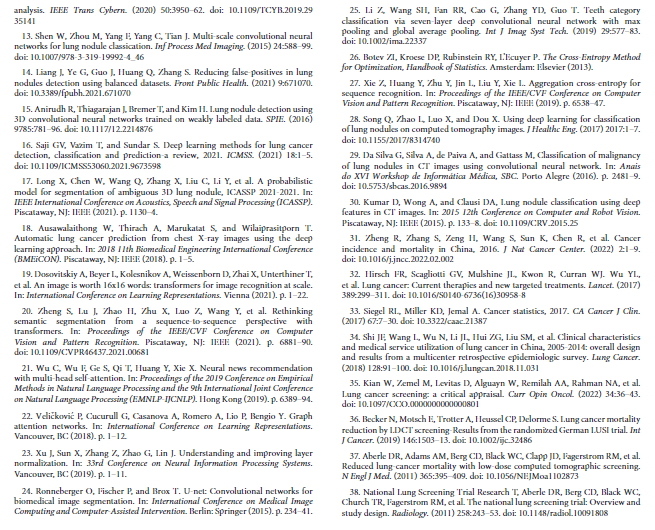 analysis. IEEE Trans Cybern. (2020) 50:3950–62. doi: 10.1109/TCYB.2019.29
35141
13. Shen W, Zhou M, Yang F, Yang C, Tian J. Multi-scale convolutional neural
networks for lung nodule classication. Inf Process Med Imaging. (2015) 24:588–99.
doi: 10.1007/978-3-319-19992-4_46
14. Liang J, Ye G, Guo J, Huang Q, Zhang S. Reducing false-positives in lung
nodules detection using balanced datasets. Front Public Health. (2021) 9:671070.
doi: 10.3389/fpubh.2021.671070
15. Anirudh R, Thiagarajan J, Bremer T, and Kim H. Lung nodule detection using
3D convolutional neural networks trained on weakly labeled data. SPIE. (2016)
9785:781–96. doi: 10.1117/12.2214876
16. Saji GV, Vazim T, and Sundar S. Deep learning methods for lung cancer
detection, classification and prediction-a review, 2021. ICMSS. (2021) 18:1–5.
doi: 10.1109/ICMSS53060.2021.9673598
17. Long X, Chen W, Wang Q, Zhang X, Liu C, Li Y, et al. A probabilistic
model for segmentation of ambiguous 3D lung nodule, ICASSP 2021-2021. In:
IEEE International Conference on Acoustics, Speech and Signal Processing (ICASSP).
Piscataway, NJ: IEEE (2021). p. 1130–4.
18. Ausawalaithong W, Thirach A, Marukatat S, and Wilaiprasitporn T.
Automatic lung cancer prediction from chest X-ray images using the deep
learning approach. In: 2018 11th Biomedical Engineering International Conference
(BMEiCON). Piscataway, NJ: IEEE (2018). p. 1–5.
19. Dosovitskiy A, Beyer L, Kolesnikov A, Weissenborn D, Zhai X, Unterthiner T,
et al. An image is worth 16x16 words: transformers for image recognition at scale.
In: International Conference on Learning Representations. Vienna (2021). p. 1–22.
20. Zheng S, Lu J, Zhao H, Zhu X, Luo Z, Wang Y, et al. Rethinking
semantic segmentation from a sequence-to-sequence perspective with
transformers. In: Proceedings of the IEEE/CVF Conference on Computer
Vision and Pattern Recognition. Piscataway, NJ: IEEE (2021). p. 6881–90.
doi: 10.1109/CVPR46437.2021.00681
21. Wu C, Wu F, Ge S, Qi T, Huang Y, Xie X. Neural news recommendation
with multi-head self-attention. In: Proceedings of the 2019 Conference on Empirical
Methods in Natural Language Processing and the 9th International Joint Conference
on Natural Language Processing (EMNLP-IJCNLP). Hong Kong (2019). p. 6389–94.
22. Veličković P, Cucurull G, Casanova A, Romero A, Lio P, Bengio Y. Graph
attention networks. In: International Conference on Learning Representations.
Vancouver, BC (2018). p. 1–12.
23. Xu J, Sun X, Zhang Z, Zhao G, Lin J. Understanding and improving layer
normalization. In: 33rd Conference on Neural Information Processing Systems.
Vancouver, BC (2019). p. 1–11.
24. Ronneberger O, Fischer P, and Brox T. U-net: Convolutional networks for
biomedical image segmentation. In: International Conference on Medical Image
Computing and Computer-Assisted Intervention. Berlin: Springer (2015). p. 234–41.
25. Li Z, Wang SH, Fan RR, Cao G, Zhang YD, Guo T. Teeth category
classification via seven-layer deep convolutional neural network with max
pooling and global average pooling. Int J Imag Syst Tech. (2019) 29:577–83.
doi: 10.1002/ima.22337
26. Botev ZI, Kroese DP, Rubinstein RY, L'Ecuyer P. The Cross-Entropy Method
for Optimization, Handbook of Statistics. Amsterdam: Elsevier (2013).
27. Xie Z, Huang Y, Zhu Y, Jin L, Liu Y, Xie L. Aggregation cross-entropy for
sequence recognition. In: Proceedings of the IEEE/CVF Conference on Computer
Vision and Pattern Recognition. Piscataway, NJ: IEEE (2019). p. 6538–47.
28. Song Q, Zhao L, Luo X, and Dou X. Using deep learning for classification
of lung nodules on computed tomography images. J Healthc Eng. (2017) 2017:1–7.
doi: 10.1155/2017/8314740
29. Da Silva G, Silva A, de Paiva A, and Gattass M. Classification of malignancy
of lung nodules in CT images using convolutional neural network. In: Anais
do XVI Workshop de Informática Médica, SBC. Porto Alegre (2016). p. 2481–9.
doi: 10.5753/sbcas.2016.9894
30. Kumar D, Wong A, and Clausi DA, Lung nodule classification using deep
features in CT images. In: 2015 12th Conference on Computer and Robot Vision.
Piscataway, NJ: IEEE (2015). p. 133–8. doi: 10.1109/CRV.2015.25
31. Zheng R, Zhang S, Zeng H, Wang S, Sun K, Chen R, et al. Cancer
incidence and mortality in China, 2016. J Nat Cancer Center. (2022) 2:1–9.
doi: 10.1016/j.jncc.2022.02.002
32. Hirsch FR, Scagliotti GV, Mulshine JL, Kwon R, Curran WJ. Wu YL,
et al. Lung cancer: Current therapies and new targeted treatments. Lancet. (2017)
389:299–311. doi: 10.1016/S0140-6736(16)30958-8
33. Siegel RL, Miller KD, Jemal A. Cancer statistics, 2017. CA Cancer J Clin.
(2017) 67:7–30. doi: 10.3322/caac.21387
34. Shi JF, Wang L, Wu N, Li JL, Hui ZG, Liu SM, et al. Clinical characteristics
and medical service utilization of lung cancer in China, 2005-2014: overall design
and results from a multicenter retrospective epidemiologic survey. Lung Cancer.
(2018) 128:91–100. doi: 10.1016/j.lungcan.2018.11.031
35. Kian W, Zemel M, Levitas D, Alguayn W, Remilah AA, Rahman NA, et al.
Lung cancer screening: a critical appraisal. Curr Opin Oncol. (2022) 34:36–43.
doi: 10.1097/CCO.0000000000000801
36. Becker N, Motsch E, Trotter A, Heussel CP, Delorme S. Lung cancer mortality
reduction by LDCT screening-Results from the randomized German LUSI trial. Int
J Cancer. (2019) 146:1503–13. doi: 10.1002/ijc.32486
37. Aberle DR, Adams AM, Berg CD, Black WC, Clapp JD, Fagerstrom RM, et al.
Reduced lung-cancer mortality with low-dose computed tomographic screening.
N Engl J Med. (2011) 365:395–409. doi: 10.1056/NEJMoa1102873
38. National Lung Screening Trial Research T, Aberle DR, Berg CD, Black WC,
Church TR, Fagerstrom RM, et al. The national lung screening trial: Overview and
study design. Radiology. (2011) 258:243–53. doi: 10.1148/radiol.10091808